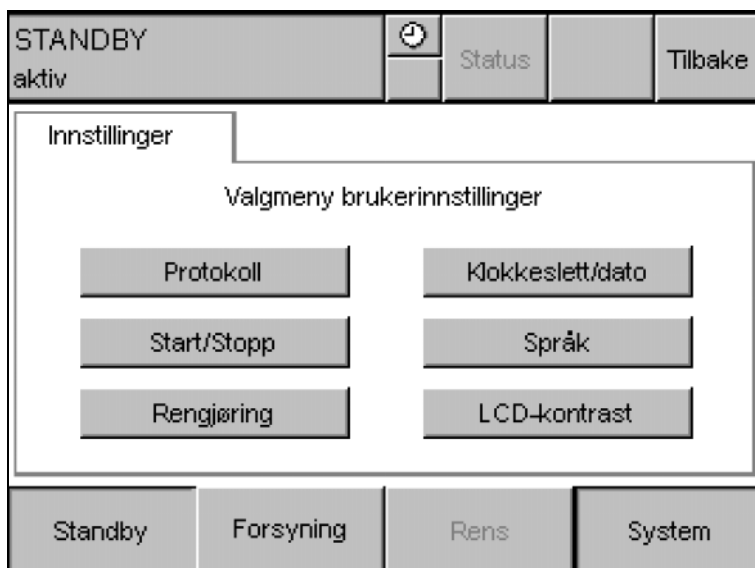 STANDBY
aktiv
Status
Tilbake
Innstillinger
Valgmeny brukerinnstillinger
Protokoll
Klokkeslett/dato
Start/Stopp
Språk
Rengjøring
LCD-kontrast
Standby
Forsyning
Rens
System